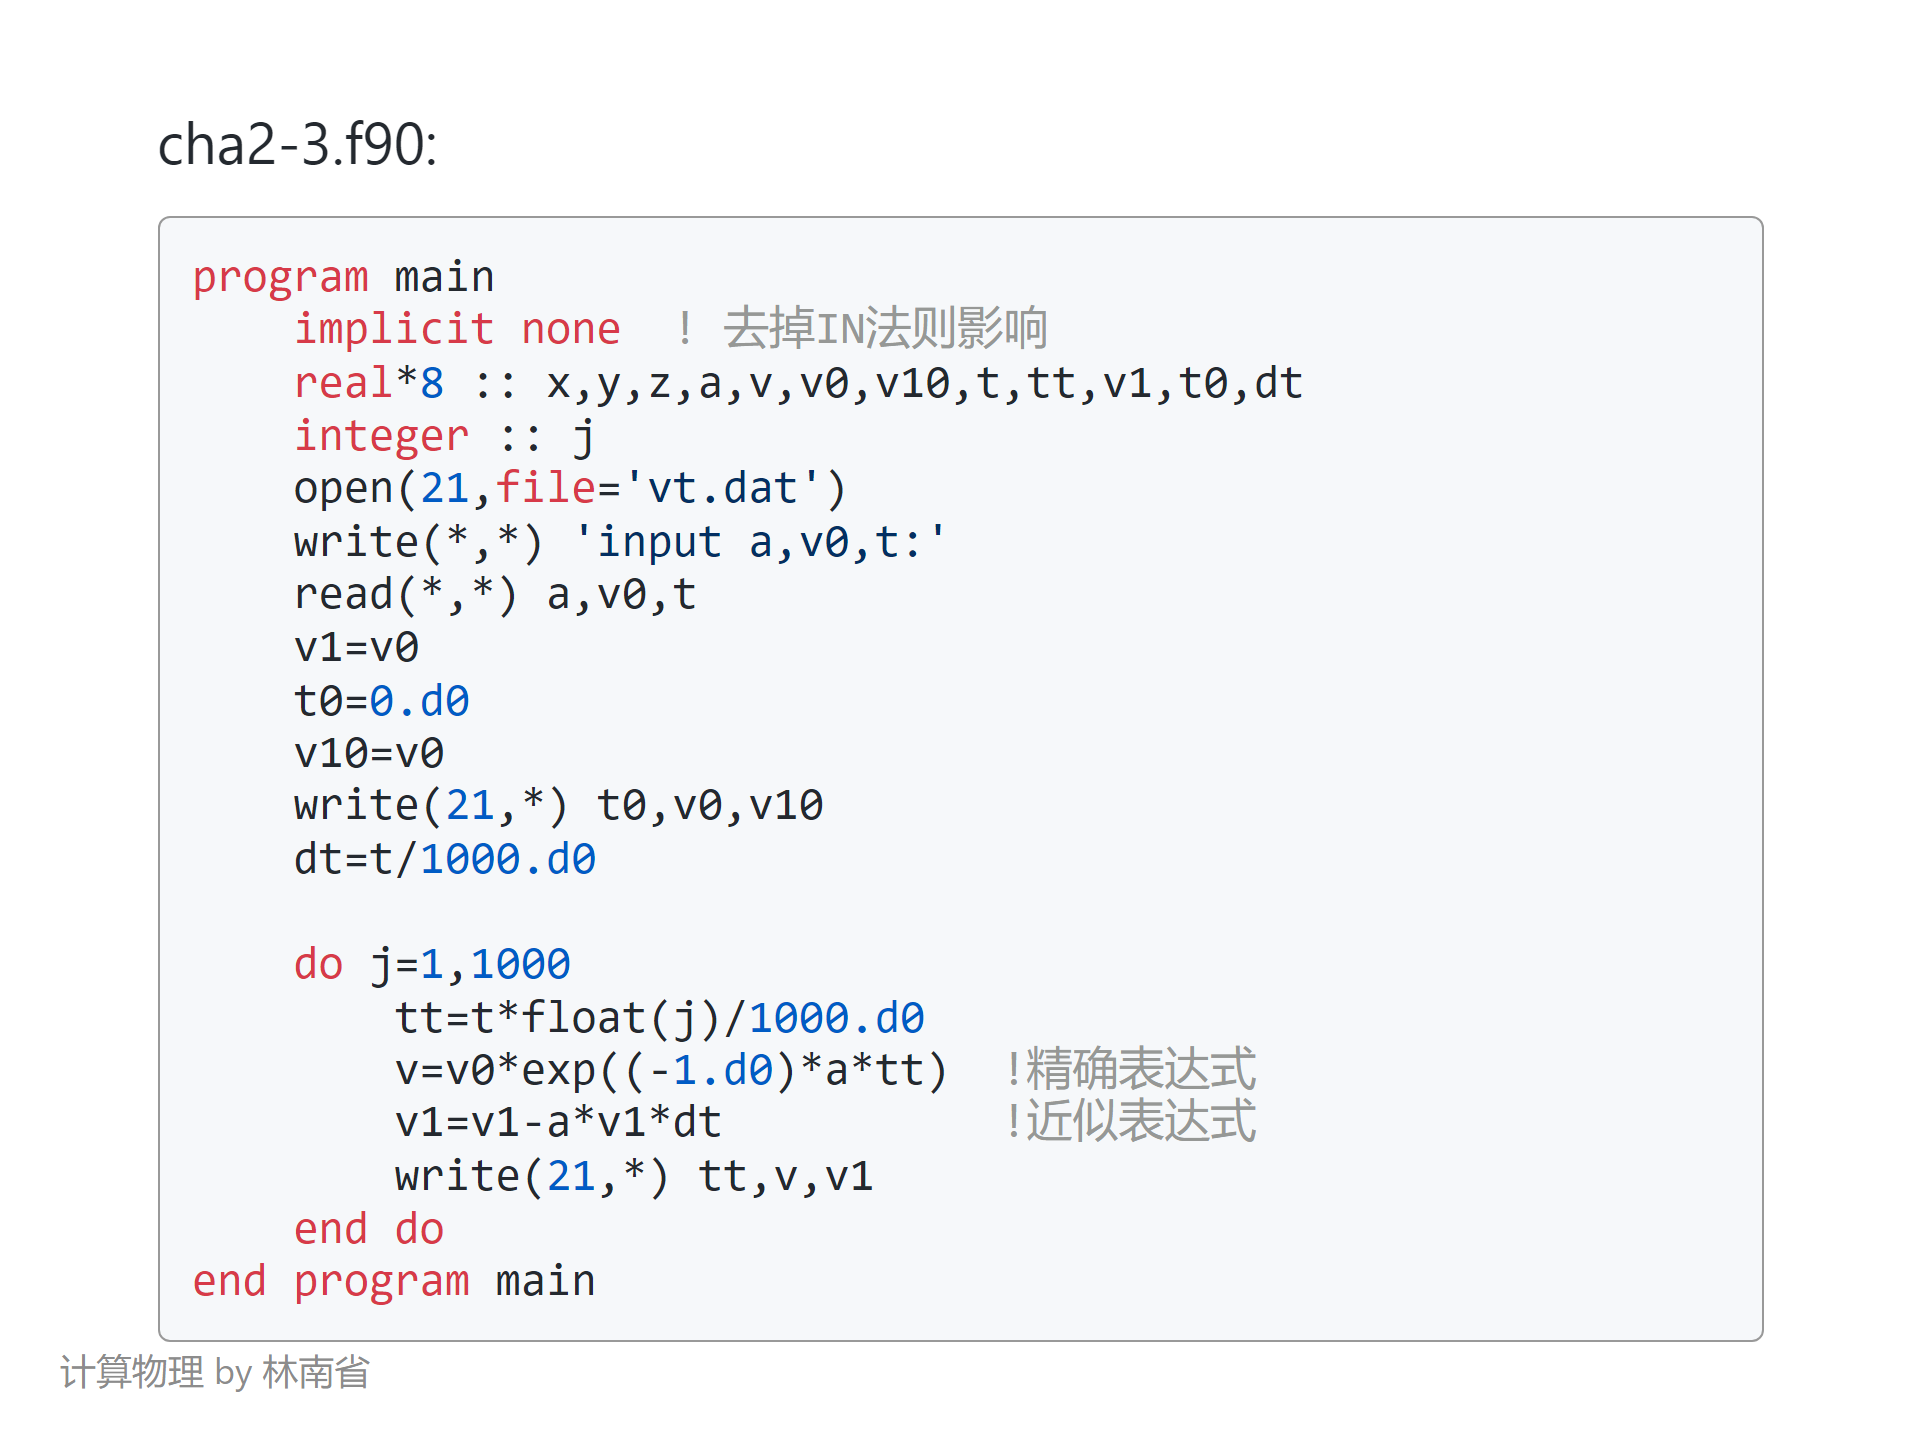 cha2-3.f90:
program main
    implicit none  ! 去掉IN法则影响
    real*8 :: x,y,z,a,v,v0,v10,t,tt,v1,t0,dt
    integer :: j
    open(21,file='vt.dat')
    write(*,*) 'input a,v0,t:'
    read(*,*) a,v0,t
    v1=v0
    t0=0.d0
    v10=v0
    write(21,*) t0,v0,v10
    dt=t/1000.d0

    do j=1,1000
        tt=t*float(j)/1000.d0
        v=v0*exp((-1.d0)*a*tt)  !精确表达式
        v1=v1-a*v1*dt           !近似表达式
        write(21,*) tt,v,v1
    end do
end program main
计算物理 by 林南省